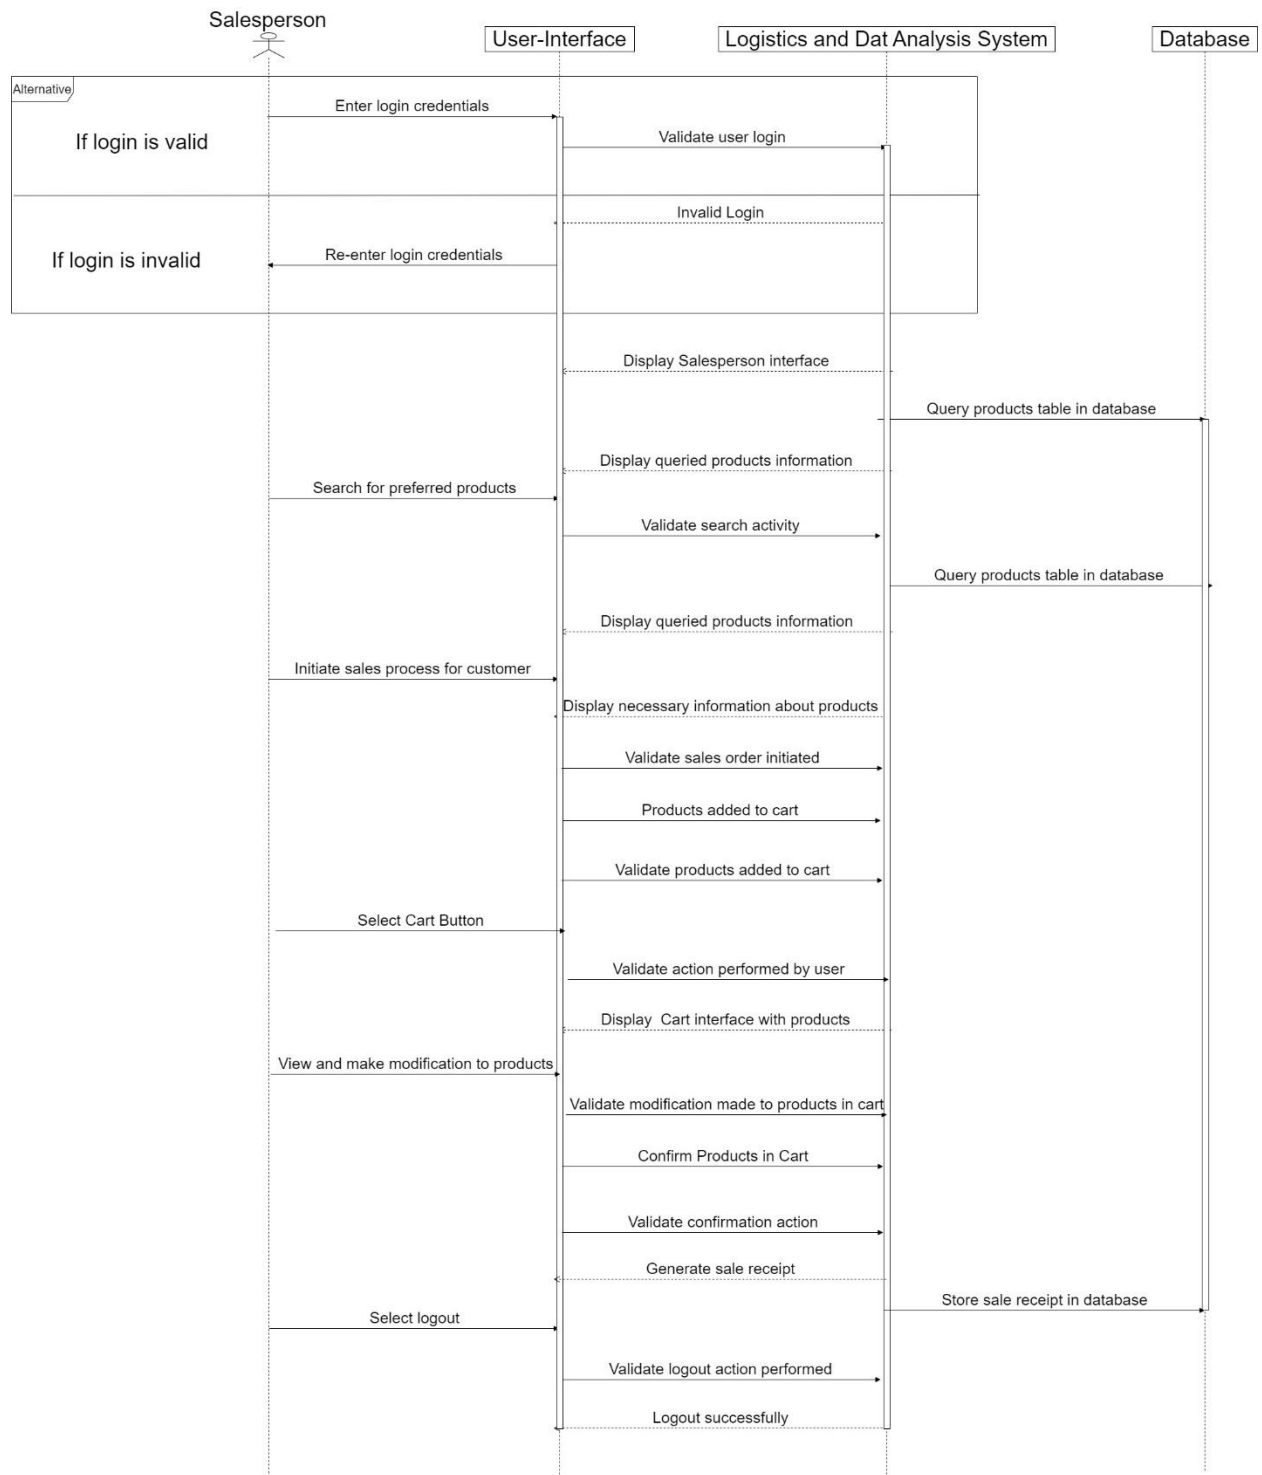 Salesperson
User-Interface
Logistics and Dat Analysis System
Database
Alternative
Enter login credentials
If login is valid
Validate user login
Invalid Login
If login is invalid
Re-enter login credentials
Display Salesperson interface
Query products table in database
Display queried products information
Search for preferred products
Validate search activity
Query products table in database
Display queried products information
Initiate sales process for customer
Display necessary information about products
Validate sales order initiated
Products added to cart
Validate products added to cart
Select Cart Button
Validate action performed by user
Display Cart interface with products
View and make modification to products
Validate modification made to products in cart
Confirm Products in Cart
Validate confirmation action
Generate sale receipt
Store sale receipt in database
Select logout
Validate logout action performed
Logout successfully